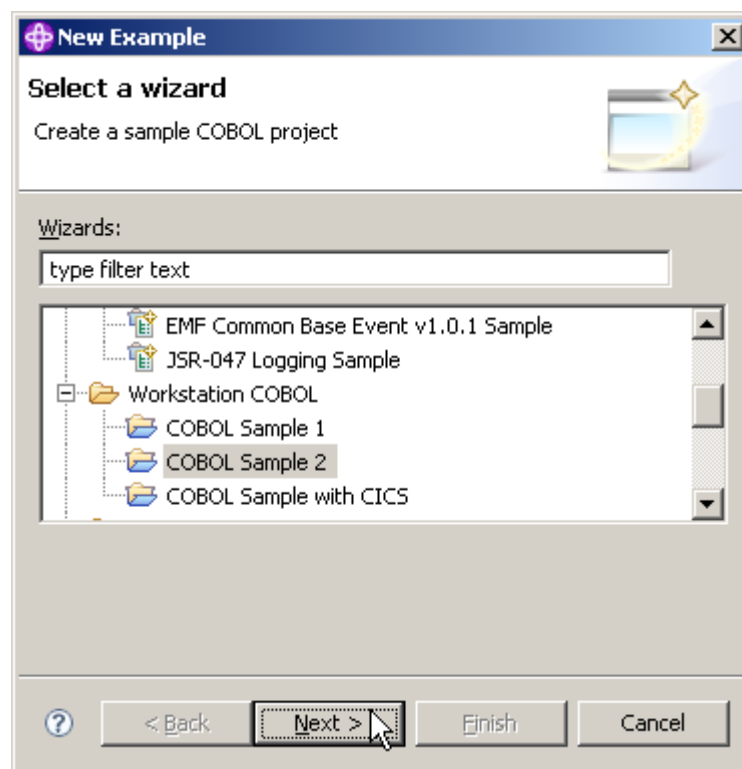 New Example
Select a wizard
Create a sample COBOL project
Wizards:
type filter text
EMF Common Base Event v1.0.1 Sample
JSR-047 Logging Sample
Workstation COBOL
COBOL Sample 1
COBOL Sample 2
COBOL Sample with CICS
? < Back Next > Finish Cancel